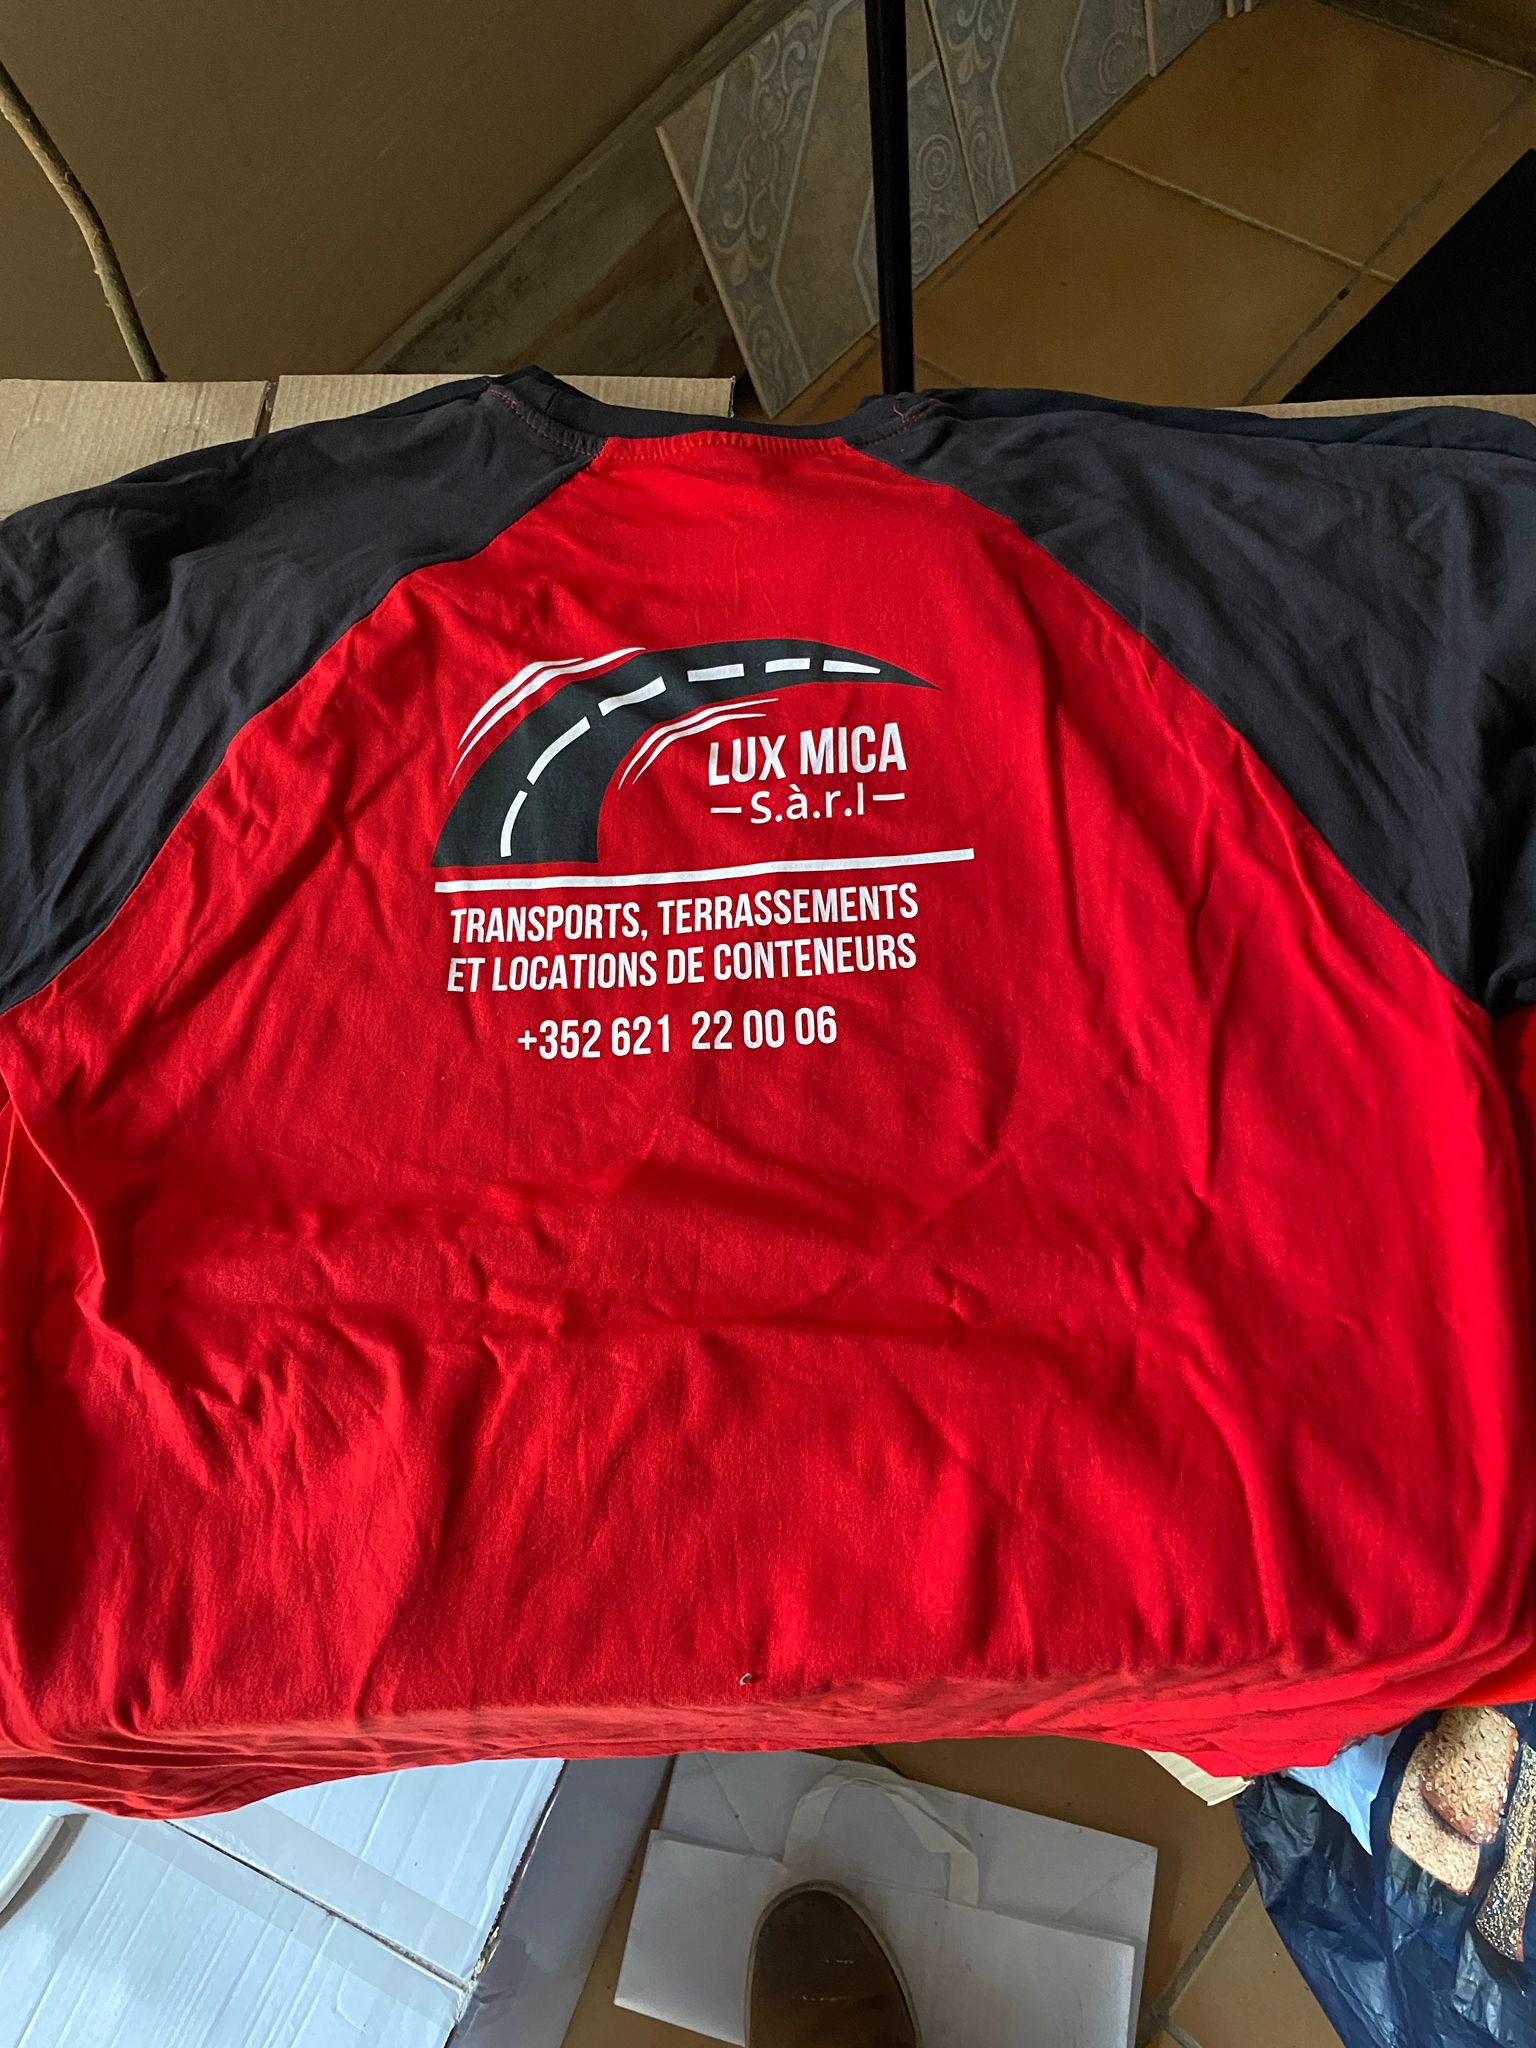 LUX MICA
S.à.r.l
TRANSPORTS, TERRASSEMENTS
ET LOCATIONS DE CONTENEURS
+352 621 22 00 06